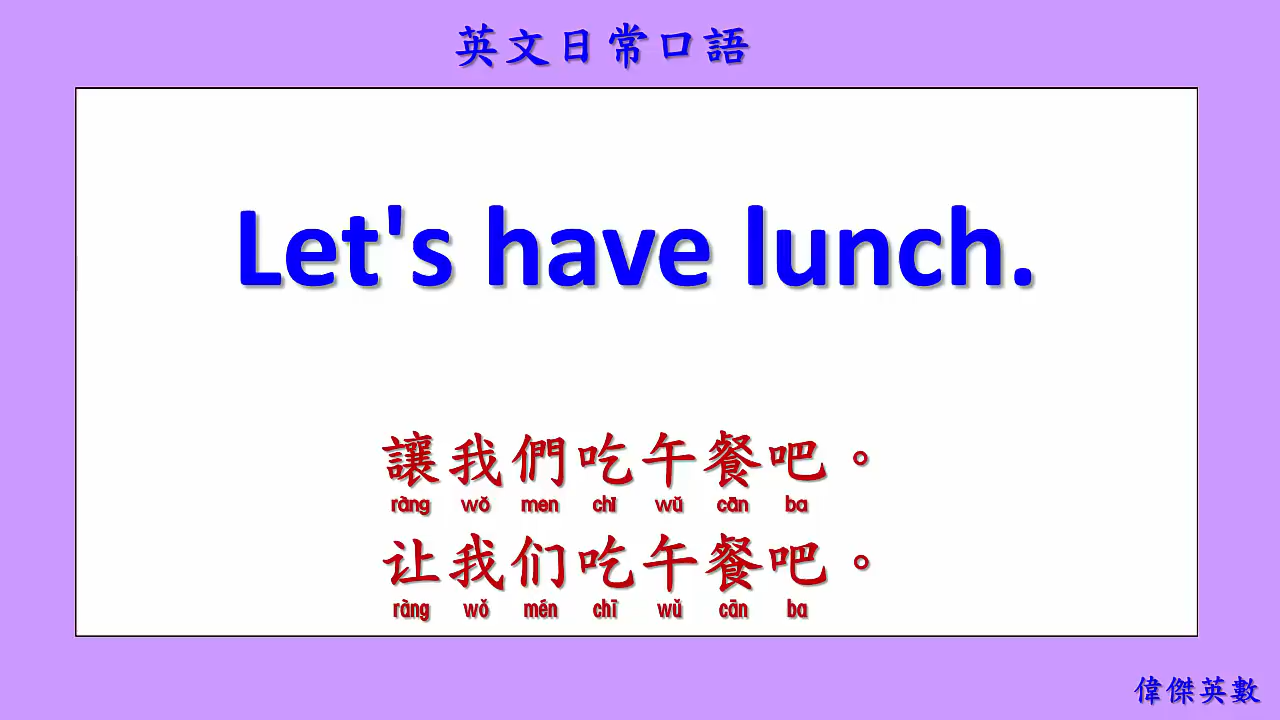 英文日常口語
Let's have lunch.
讓我們吃午餐吧。
ràng wǒ men chī wǔ cān ba
让我们吃午餐吧。
ràng wǒ mén chī wǔ cān ba
偉傑英數